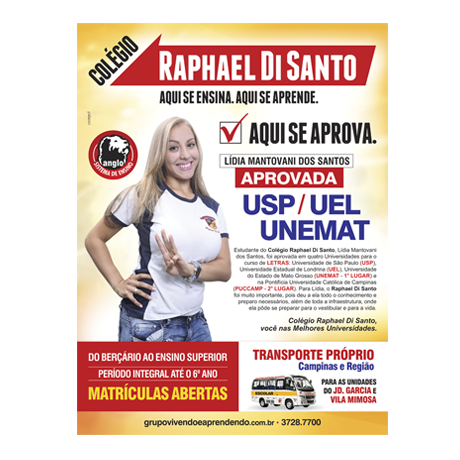 COLÉGIO
RAPHAEL DI SANTO
AQUI SE ENSINA. AQUI SE APRENDE.
AQUI SE APROVA.
anglo
SISTEMA DE ENSINO
LÍDIA MANTOVANI DOS SANTOS
APROVADA
USP / UEL
UNEMAT
Estudante do Colégio Raphael Di Santo, Lídia Mantovani
dos Santos, foi aprovada em quatro Universidades para o
curso de LETRAS: Universidade de São Paulo (USP),
Universidade Estadual de Londrina (UEL), Universidade
do Estado de Mato Grosso (UNEMAT - 1º LUGAR) e
na Pontifícia Universidade Católica de Campinas
(PUCCAMP - 2º LUGAR). Para Lídia, o Raphael Di Santo
foi muito importante, pois deu a ela todo o conhecimento e
preparo necessários, além de toda a infraestrutura, onde
ela pôde se preparar para o vestibular e para a vida.
Colégio Raphael Di Santo,
você nas Melhores Universidades.
DO BERÇÁRIO AO ENSINO SUPERIOR
PERÍODO INTEGRAL ATÉ O 6º ANO
MATRÍCULAS ABERTAS
TRANSPORTE PRÓPRIO
Campinas e Região
ESCOLAR
PARA AS UNIDADES
DO JD. GARCIA E
VILA MIMOSA
grupovivendoeaprendendo.com.br • 3728.7700